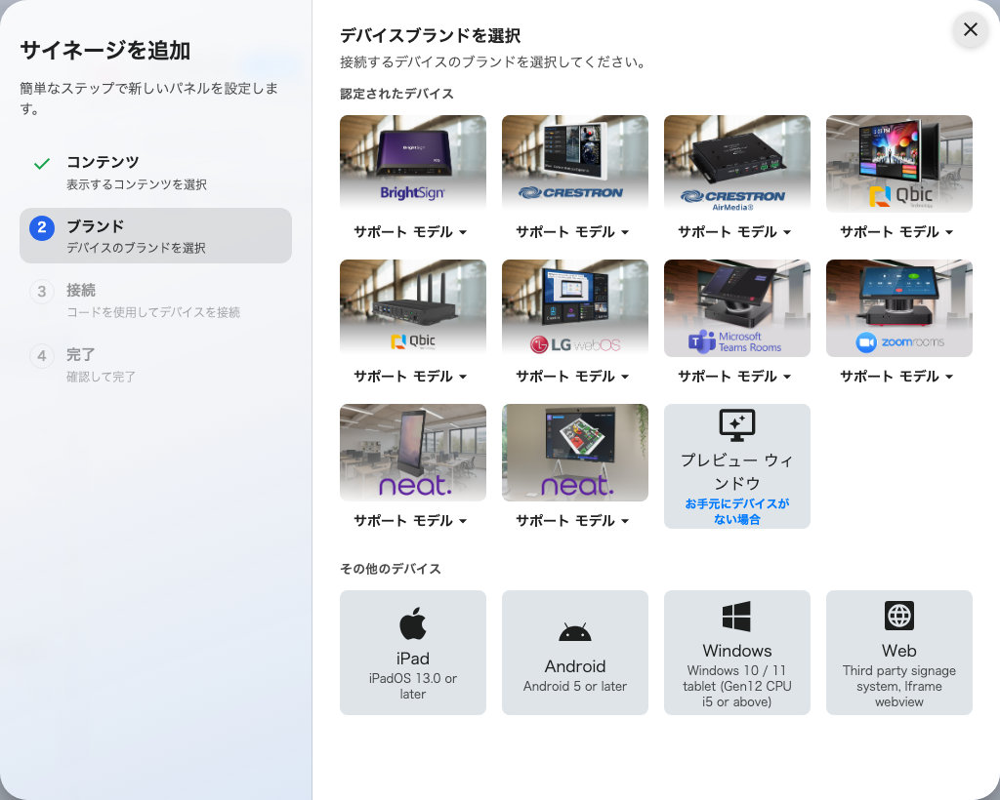 サイネージを追加
簡単なステップで新しいパネルを設定しま
す。
コンテンツ
表示するコンテンツを選択
2
ブランド
デバイスのブランドを選択
3
接続
コードを使用してデバイスを接続
4
完了
確認して完了
デバイスブランドを選択
接続するデバイスのブランドを選択してください。
認定されたデバイス
BrightSign
BrightSign
CRESTRON
CRESTRON
AirMedia®
Qbic
Technology
サポート モデル
サポート モデル
サポート モデル
サポート モデル
Qbic
LG webOS
Microsoft
Teams Rooms
zoomrooms
サポート モデル
サポート モデル
サポート モデル
サポート モデル
neat.
neat.
プレビュー ウィ
ンドウ
お手元にデバイスが
ない場合
サポート モデル
サポート モデル
その他のデバイス
iPad
iPadOS 13.0 or
later
Android
Android 5 or later
Windows
Windows 10 / 11
tablet (Gen12 CPU
i5 or above)
Web
Third party signage
system, Iframe
webview